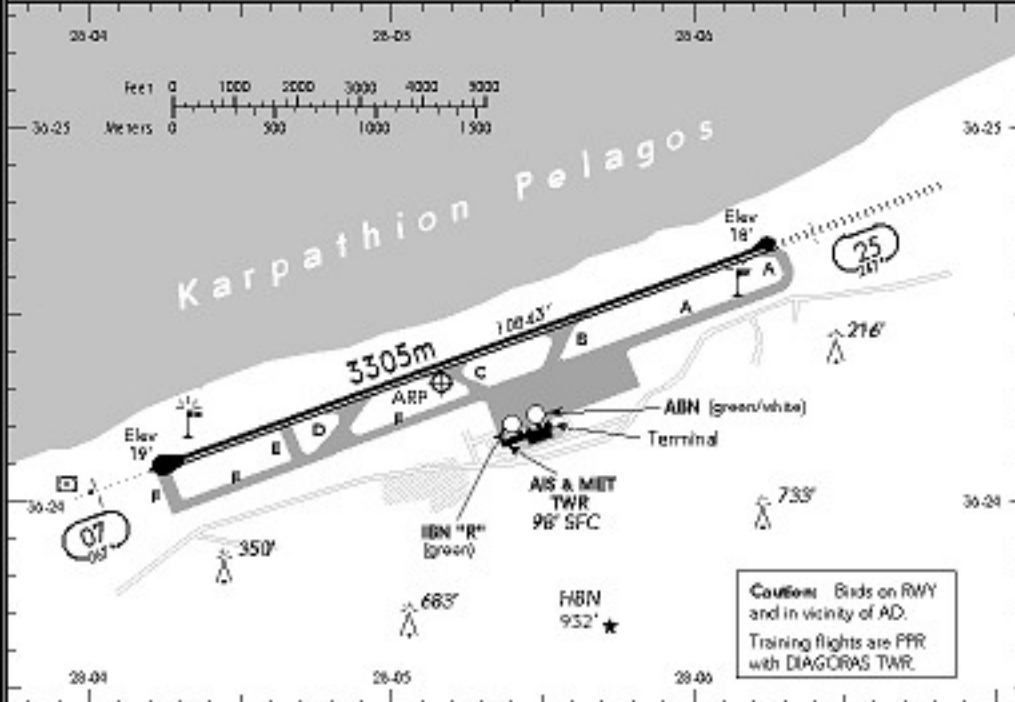 28-04
28-05
28-06
Feet 0 1000 2000 3000 4000 5000
Meters 0 500 1000 1500
36-25
36-25
Karpathion Pelagos
Elev
18'
25
247°
A
A
10843'
3305m
B
216'
C
ARP
F
ABN (green/white)
Terminal
D
E
Elev
19'
F
F
AIS & MET
TWR
98' SFC
733'
36-24
36-24
07
067°
IBN "R"
(green)
350'
683'
HBN
932'
Caution: Birds on RWY
and in vicinity of AD.
Training flights are PPR
with DIAGORAS TWR.
28-04
28-05
28-06